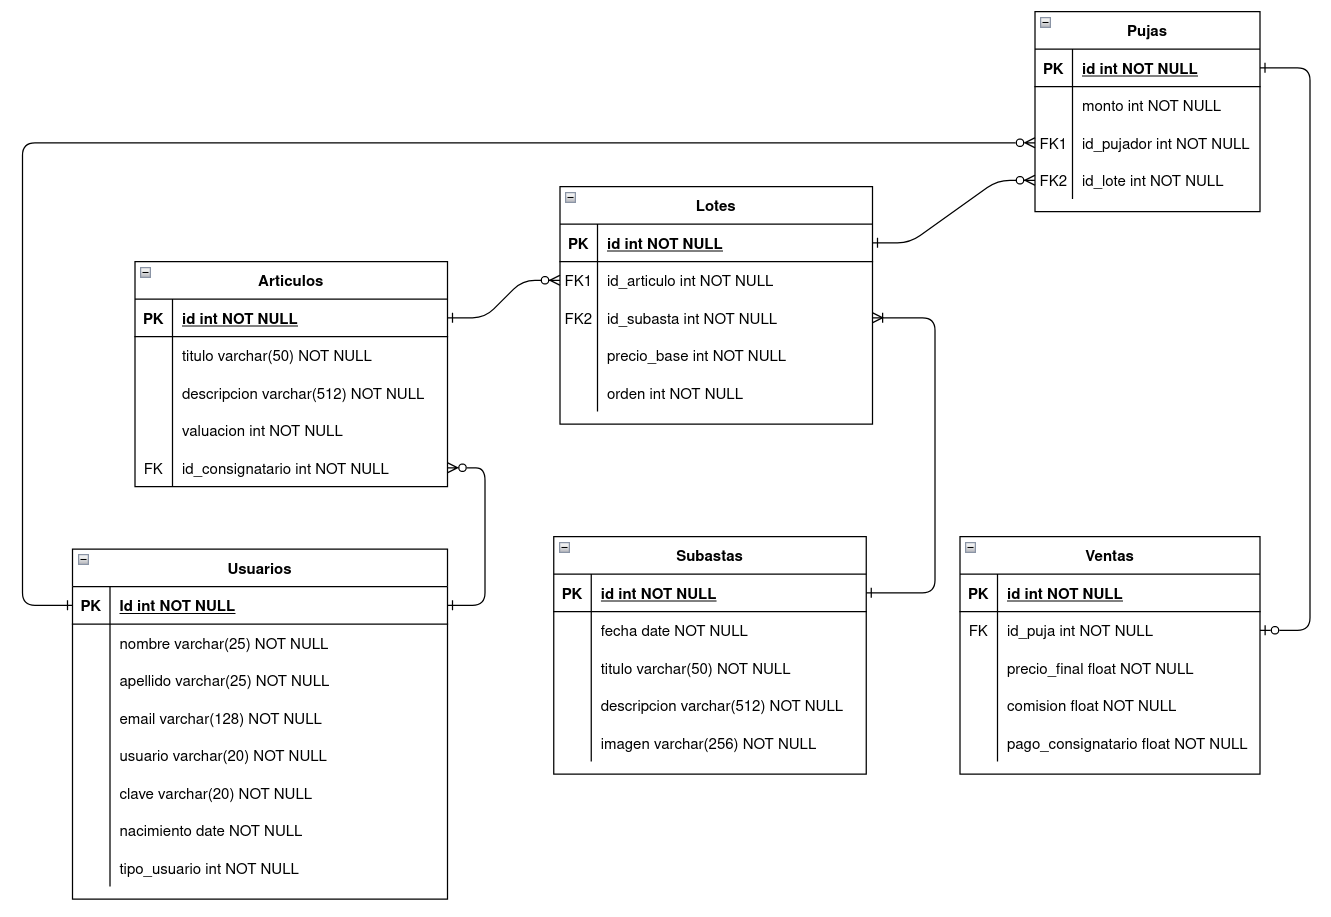 Pujas
PK id int NOT NULL
monto int NOT NULL
FK1 id_pujador int NOT NULL
FK2 id_lote int NOT NULL
Lotes
PK id int NOT NULL
FK1 id_articulo int NOT NULL
FK2 id_subasta int NOT NULL
precio_base int NOT NULL
orden int NOT NULL
Articulos
PK id int NOT NULL
titulo varchar(50) NOT NULL
descripcion varchar(512) NOT NULL
valuacion int NOT NULL
FK id_consignatario int NOT NULL
Usuarios
PK Id int NOT NULL
nombre varchar(25) NOT NULL
apellido varchar(25) NOT NULL
email varchar(128) NOT NULL
usuario varchar(20) NOT NULL
clave varchar(20) NOT NULL
nacimiento date NOT NULL
tipo_usuario int NOT NULL
Subastas
PK id int NOT NULL
fecha date NOT NULL
titulo varchar(50) NOT NULL
descripcion varchar(512) NOT NULL
imagen varchar(256) NOT NULL
Ventas
PK id int NOT NULL
FK id_puja int NOT NULL
precio_final float NOT NULL
comision float NOT NULL
pago_consignatario float NOT NULL